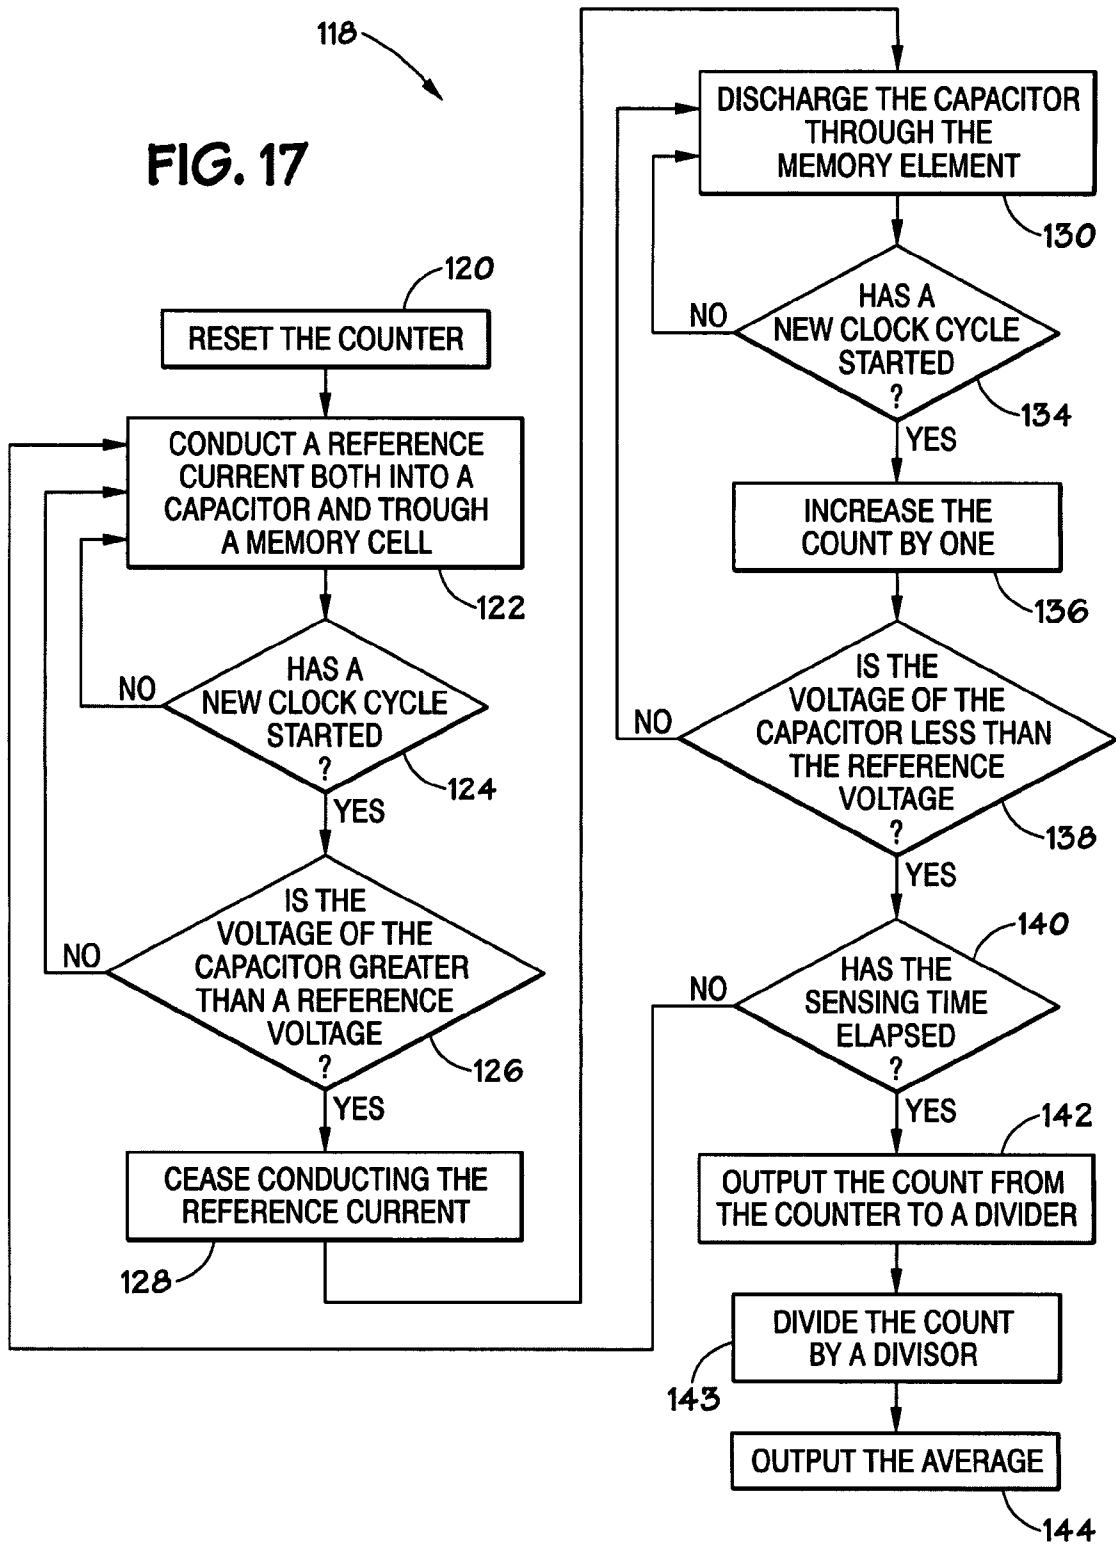 118
FIG. 17
120
RESET THE COUNTER
CONDUCT A REFERENCE
CURRENT BOTH INTO A
CAPACITOR AND TROUGH
A MEMORY CELL
122
HAS A
NEW CLOCK CYCLE
STARTED
?
NO
124
YES
IS THE
VOLTAGE OF THE
CAPACITOR GREATER
THAN A REFERENCE
VOLTAGE
?
NO
126
YES
CEASE CONDUCTING THE
REFERENCE CURRENT
128
DISCHARGE THE CAPACITOR
THROUGH THE
MEMORY ELEMENT
130
HAS A
NEW CLOCK CYCLE
STARTED
?
NO
134
YES
INCREASE THE
COUNT BY ONE
136
IS THE
VOLTAGE OF THE
CAPACITOR LESS THAN
THE REFERENCE
VOLTAGE
?
NO
138
YES
140
HAS THE
SENSING TIME
ELAPSED
?
NO
YES
142
OUTPUT THE COUNT FROM
THE COUNTER TO A DIVIDER
DIVIDE THE COUNT
BY A DIVISOR
143
OUTPUT THE AVERAGE
144